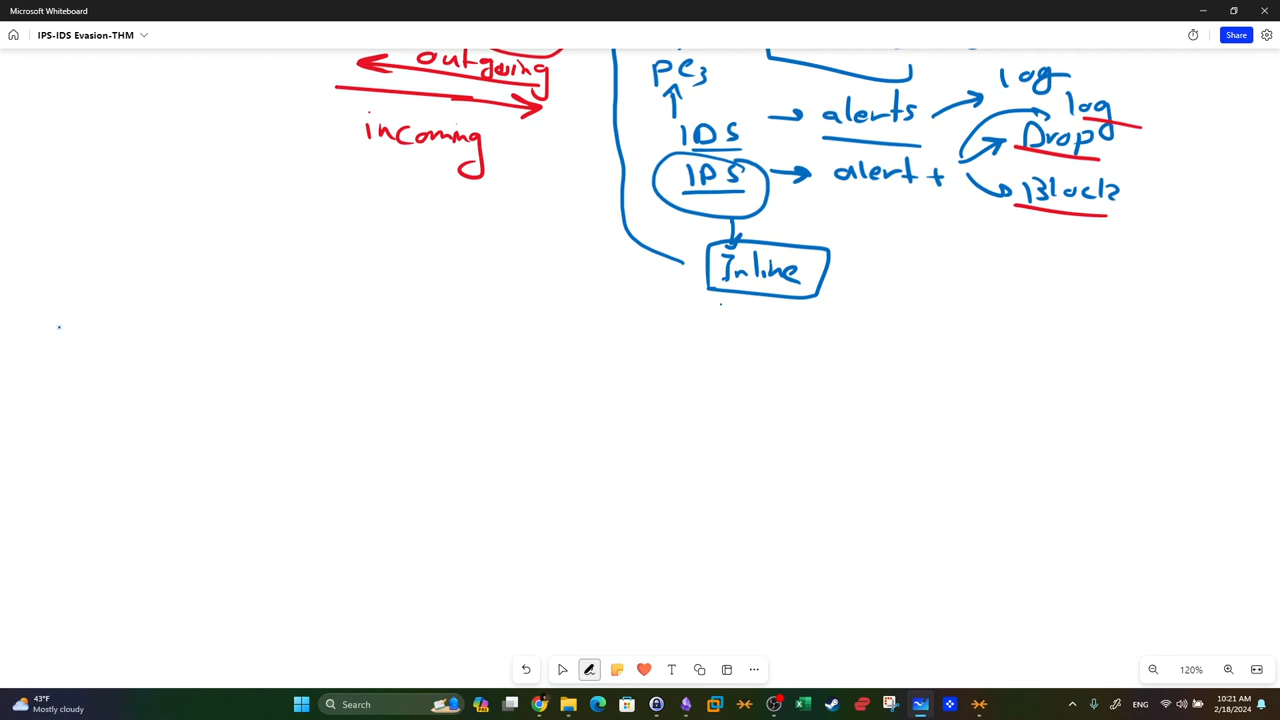 Microsoft Whiteboard
IPS-IDS Evasion-THM
Share
outgoing
incoming
PC3
log
IDS
alerts
log
Drop
IPS
alert +
Block
Inline
120%
43°F
Mostly cloudy
Search
ENG
10:21 AM
2/18/2024